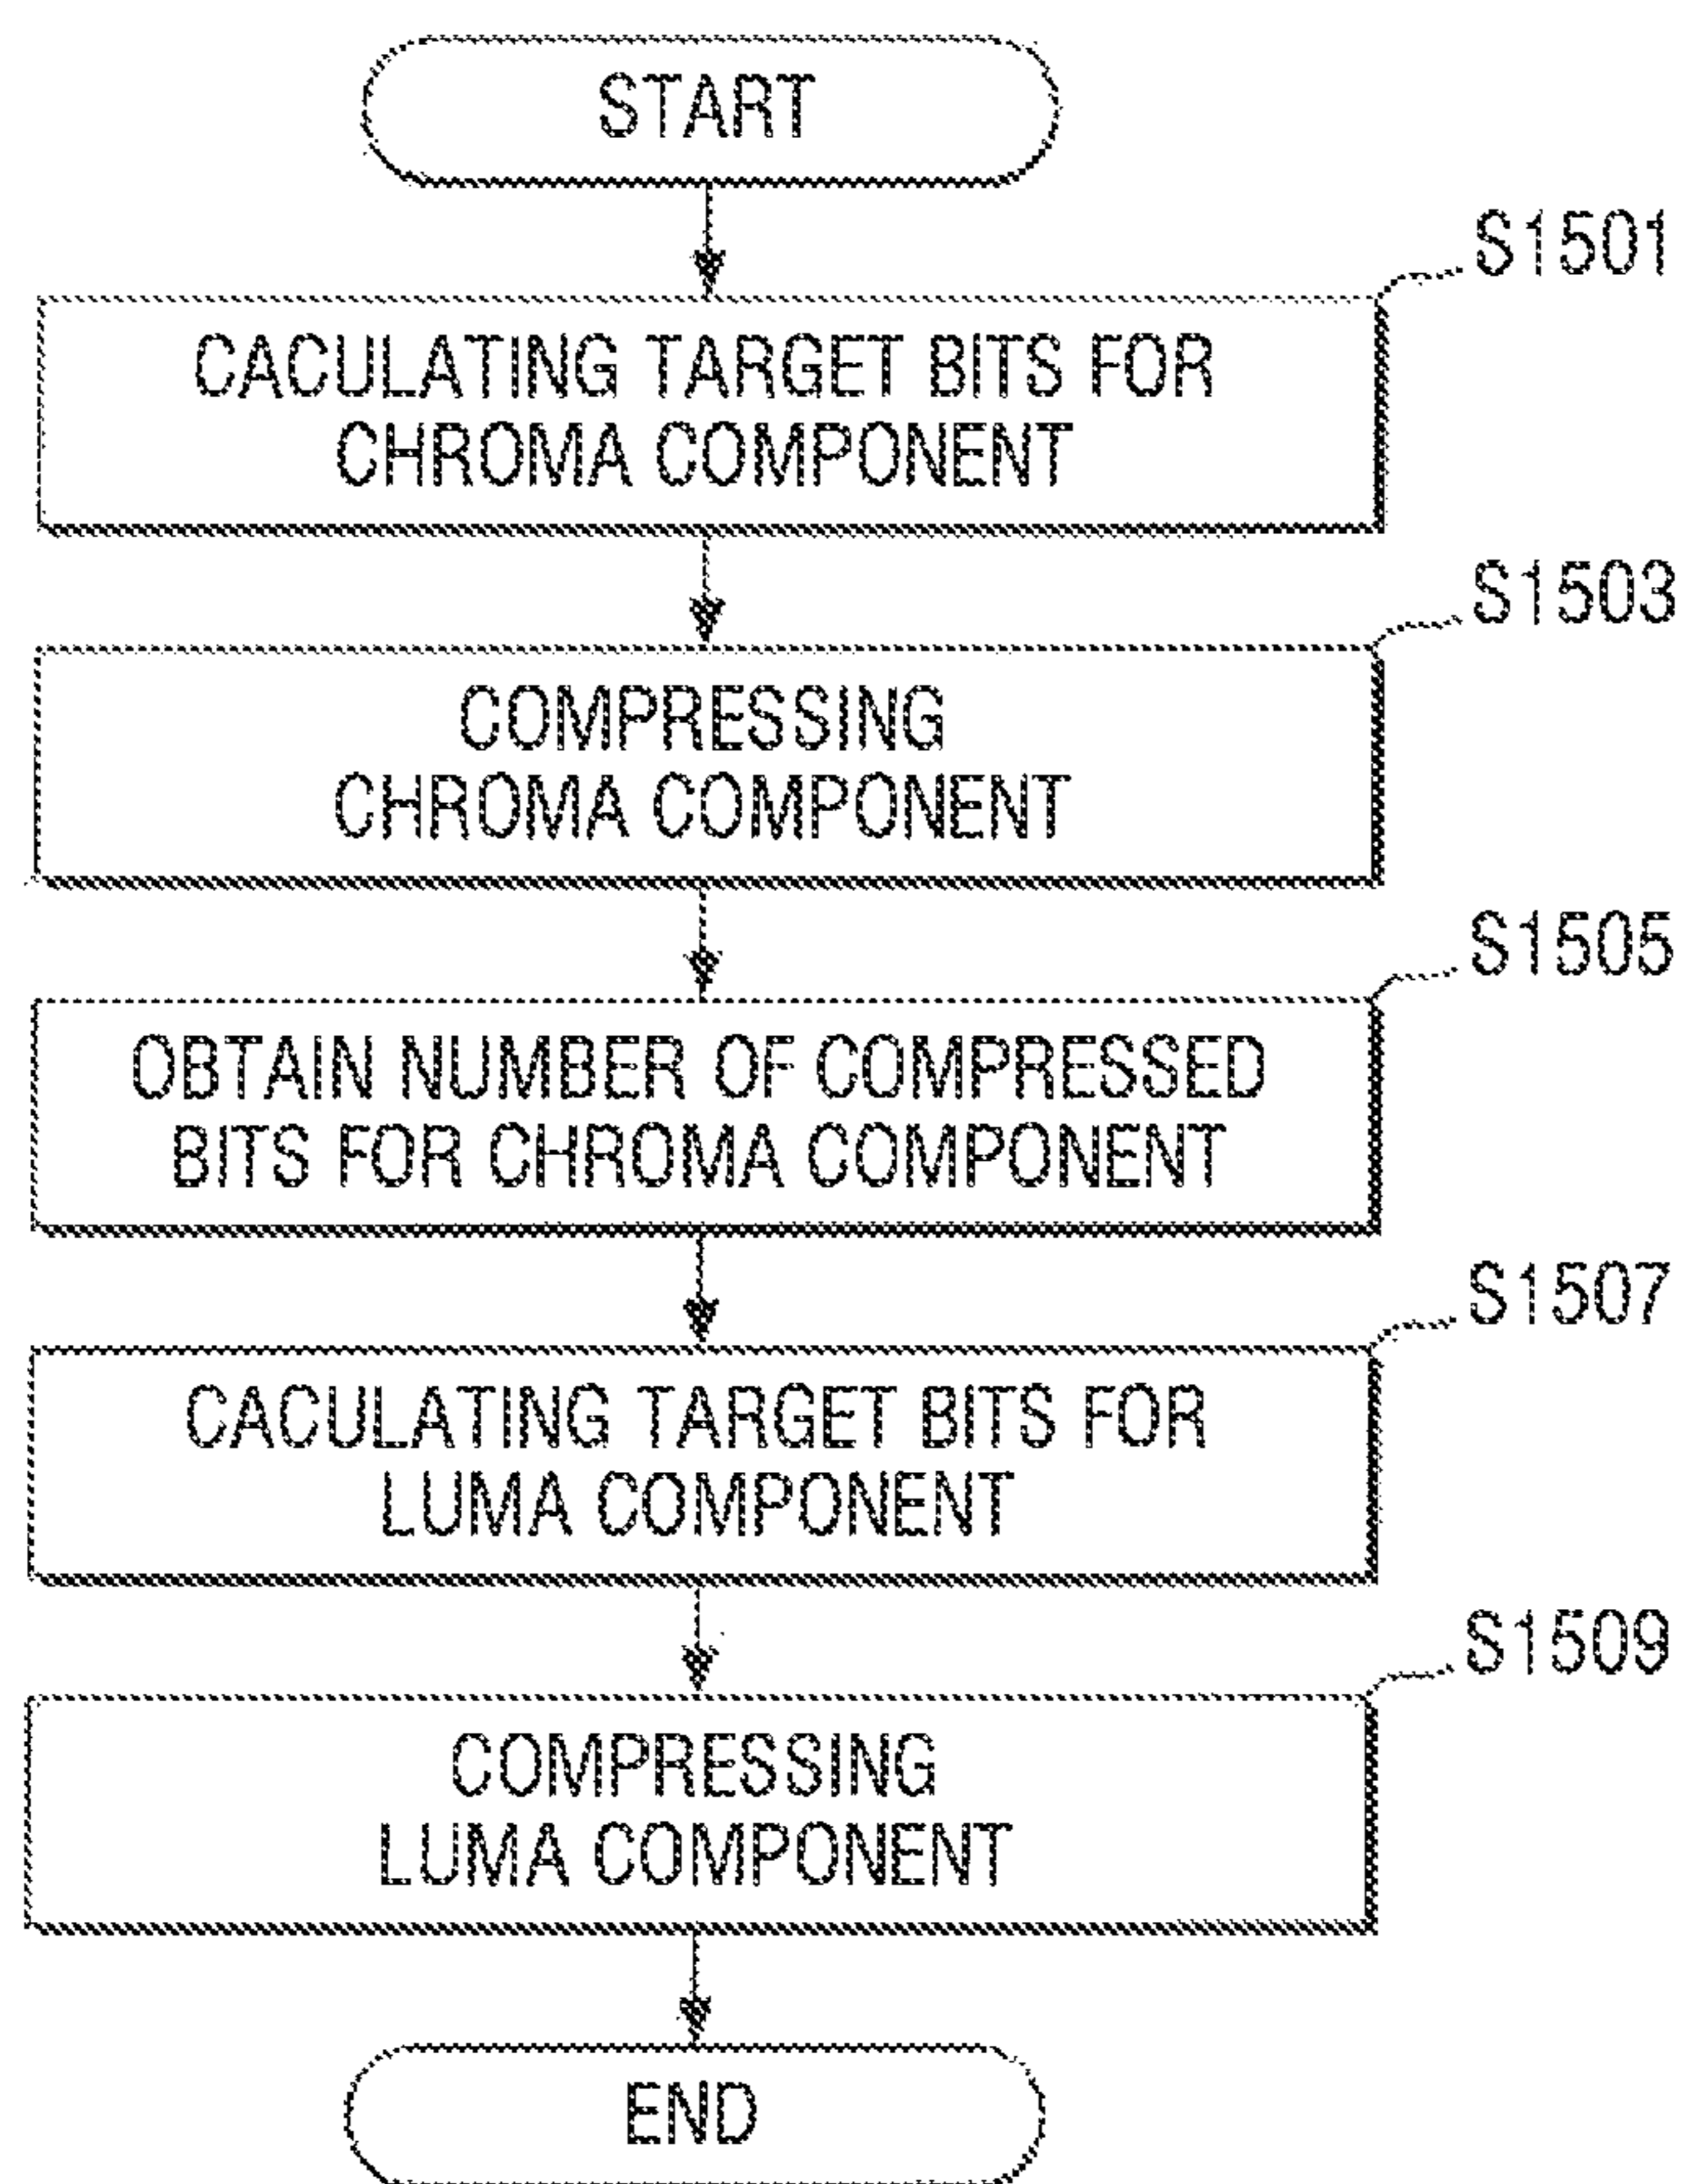 START
S1501
CACULATING TARGET BITS FOR
CHROMA COMPONENT
S1503
COMPRESSING
CHROMA COMPONENT
S1505
OBTAIN NUMBER OF COMPRESSED
BITS FOR CHROMA COMPONENT
S1507
CACULATING TARGET BITS FOR
LUMA COMPONENT
S1509
COMPRESSING
LUMA COMPONENT
END